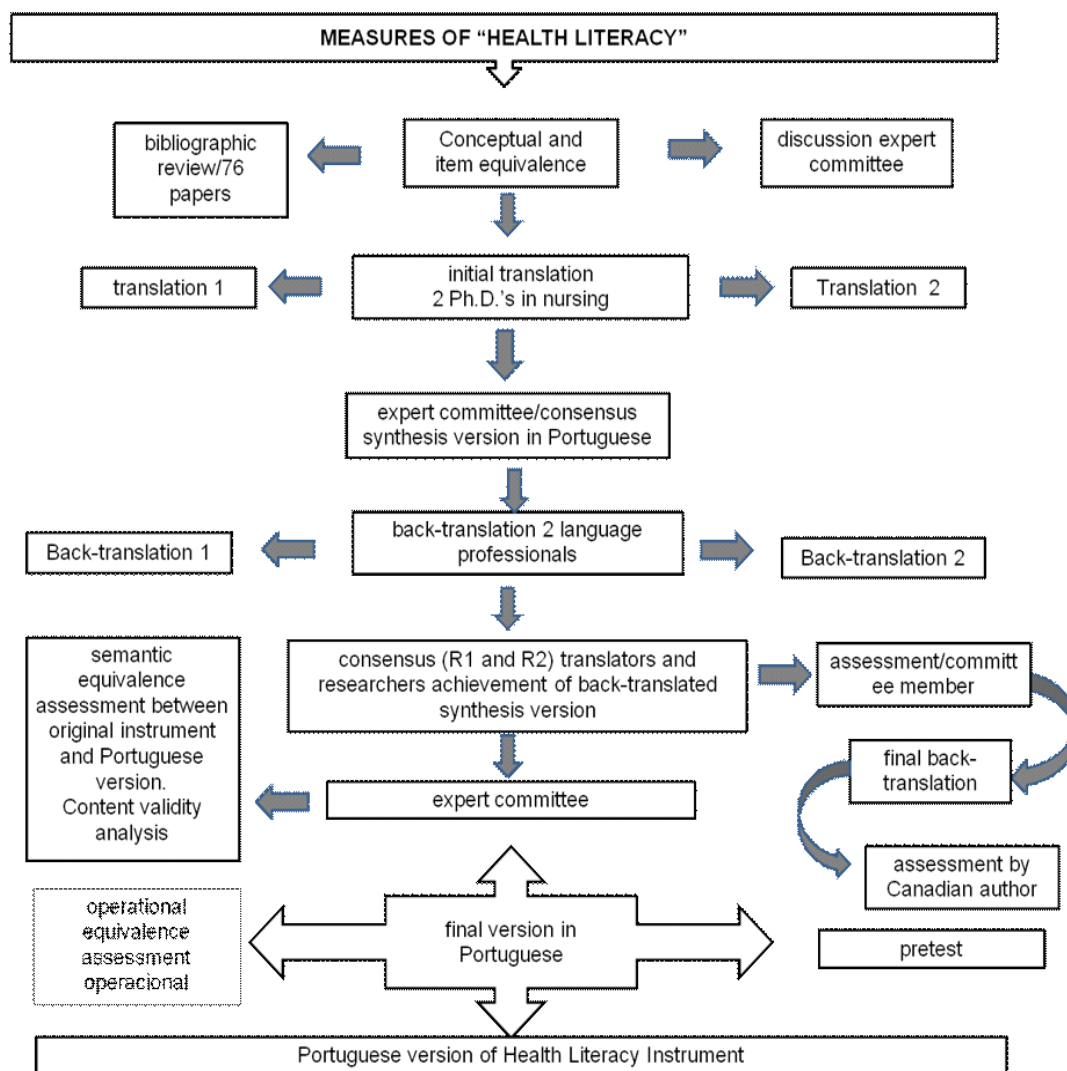 MEASURES OF “HEALTH LITERACY”
bibliographic
review/76
papers
Conceptual and
item equivalence
discussion expert
committee
translation 1
initial translation
2 Ph.D.'s in nursing
Translation 2
expert committee/consensus
synthesis version in Portuguese
Back-translation 1
back-translation 2 language
professionals
Back-translation 2
semantic
equivalence
assessment between
original instrument
and Portuguese
version.
Content validity
analysis
consensus (R1 and R2) translators and
researchers achievement of back-translated
synthesis version
assessment/committ
ee member
final back-
translation
expert committee
assessment by
Canadian author
operational
equivalence
assessment
operacional
final version in
Portuguese
pretest
Portuguese version of Health Literacy Instrument